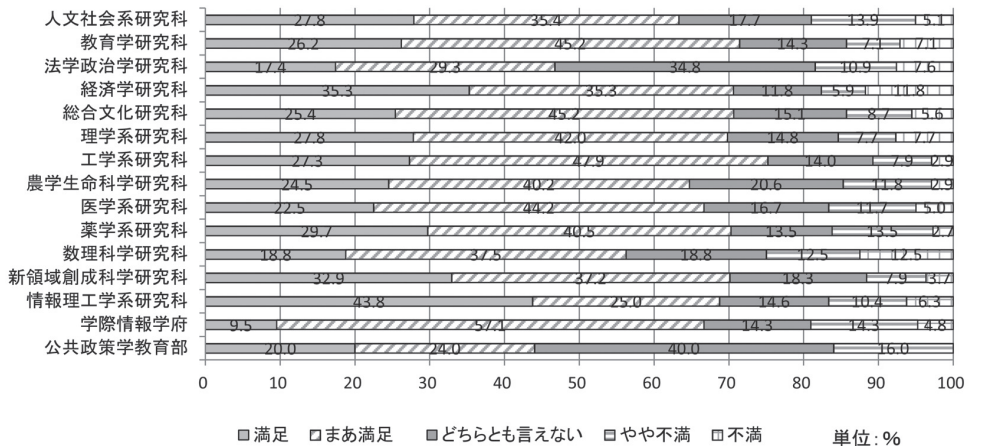 人文社会系研究科 27.8 35.4 17.7 13.9 5.1
教育学研究科 26.2 45.2 14.3 7.1 7.1
法学政治学研究科 17.4 29.3 34.8 10.9 7.6
経済学研究科 35.3 35.3 11.8 5.9 11.8
総合文化研究科 25.4 45.2 15.1 8.7 5.6
理学系研究科 27.8 42.0 14.8 7.7 7.7
工学系研究科 27.3 47.9 14.0 7.9 2.9
農学生命科学研究科 24.5 40.2 20.6 11.8 2.9
医学系研究科 22.5 44.2 16.7 11.7 5.0
薬学系研究科 29.7 40.5 13.5 13.5 2.7
数理科学研究科 18.8 37.5 18.8 12.5 12.5
新領域創成科学研究科 32.9 37.2 18.3 7.9 3.7
情報理工学系研究科 43.8 25.0 14.6 10.4 6.3
学際情報学府 9.5 57.1 14.3 14.3 4.8
公共政策学教育部 20.0 24.0 40.0 16.0
0 10 20 30 40 50 60 70 80 90 100
満足 まあ満足 どちらとも言えない やや不満 不満 単位：%